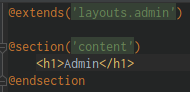 @extends('layouts.admin')
@section('content')
<h1>Admin</h1>
@endsection